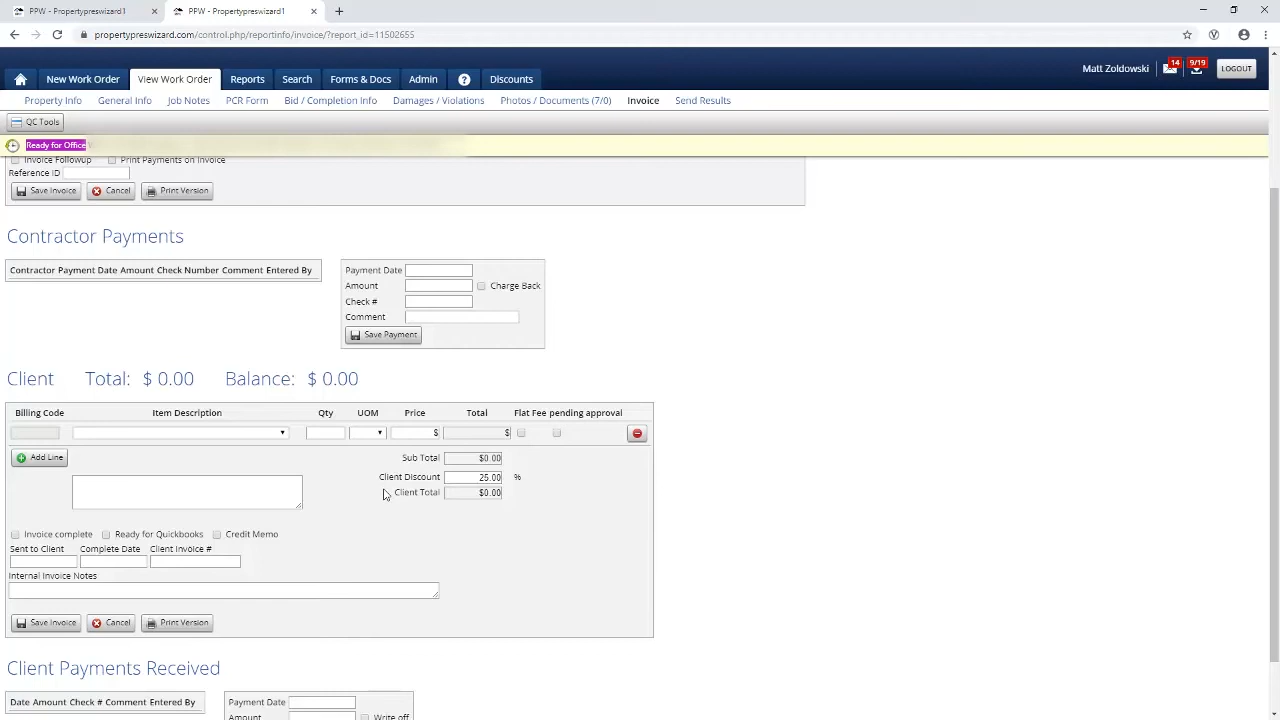 PPW - Propertypreswizard1
PPW - Propertypreswizard1
propertypreswizard.com/control.php/reportinfo/invoice/?report_id=11502655
New Work Order View Work Order Reports Search Forms & Docs Admin Discounts
Matt Zoldowski 14 9/19 LOGOUT
Property Info General Info Job Notes PCR Form Bid / Completion Info Damages / Violations Photos / Documents (7/0) Invoice Send Results
QC Tools
Ready for Office
Invoice Followup Print Payments on Invoice
Reference ID
Save Invoice Cancel Print Version
Contractor Payments
Contractor Payment Date Amount Check Number Comment Entered By
Payment Date
Amount Charge Back
Check #
Comment
Save Payment
Client Total: $ 0.00 Balance: $ 0.00
Billing Code Item Description Qty UOM Price Total Flat Fee pending approval
$ $
Add Line
Sub Total $0.00
Client Discount 25.00 %
Client Total $0.00
Invoice complete Ready for Quickbooks Credit Memo
Sent to Client Complete Date Client Invoice #
Internal Invoice Notes
Save Invoice Cancel Print Version
Client Payments Received
Date Amount Check # Comment Entered By
Payment Date
Amount Write off